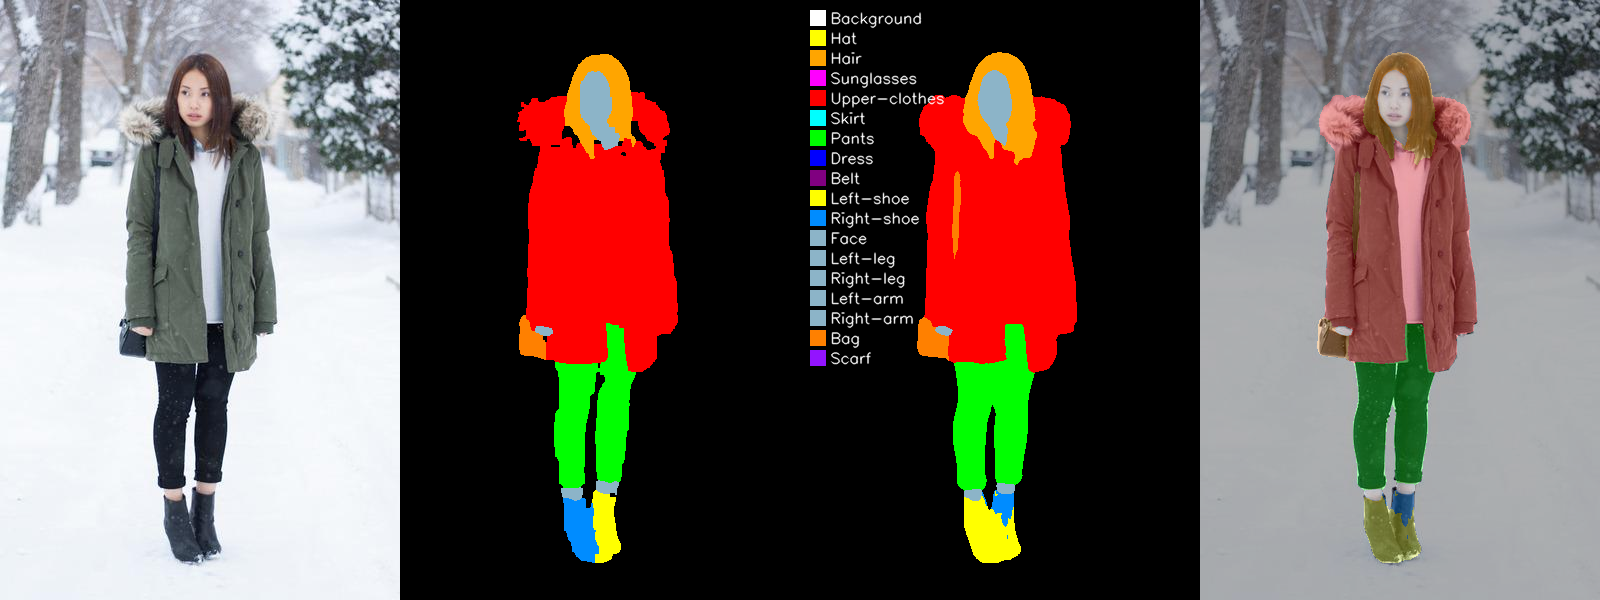 Background
Hat
Hair
Sunglasses
Upper-clothes
Skirt
Pants
Dress
Belt
Left-shoe
Right-shoe
Face
Left-leg
Right-leg
Left-arm
Right-arm
Bag
Scarf